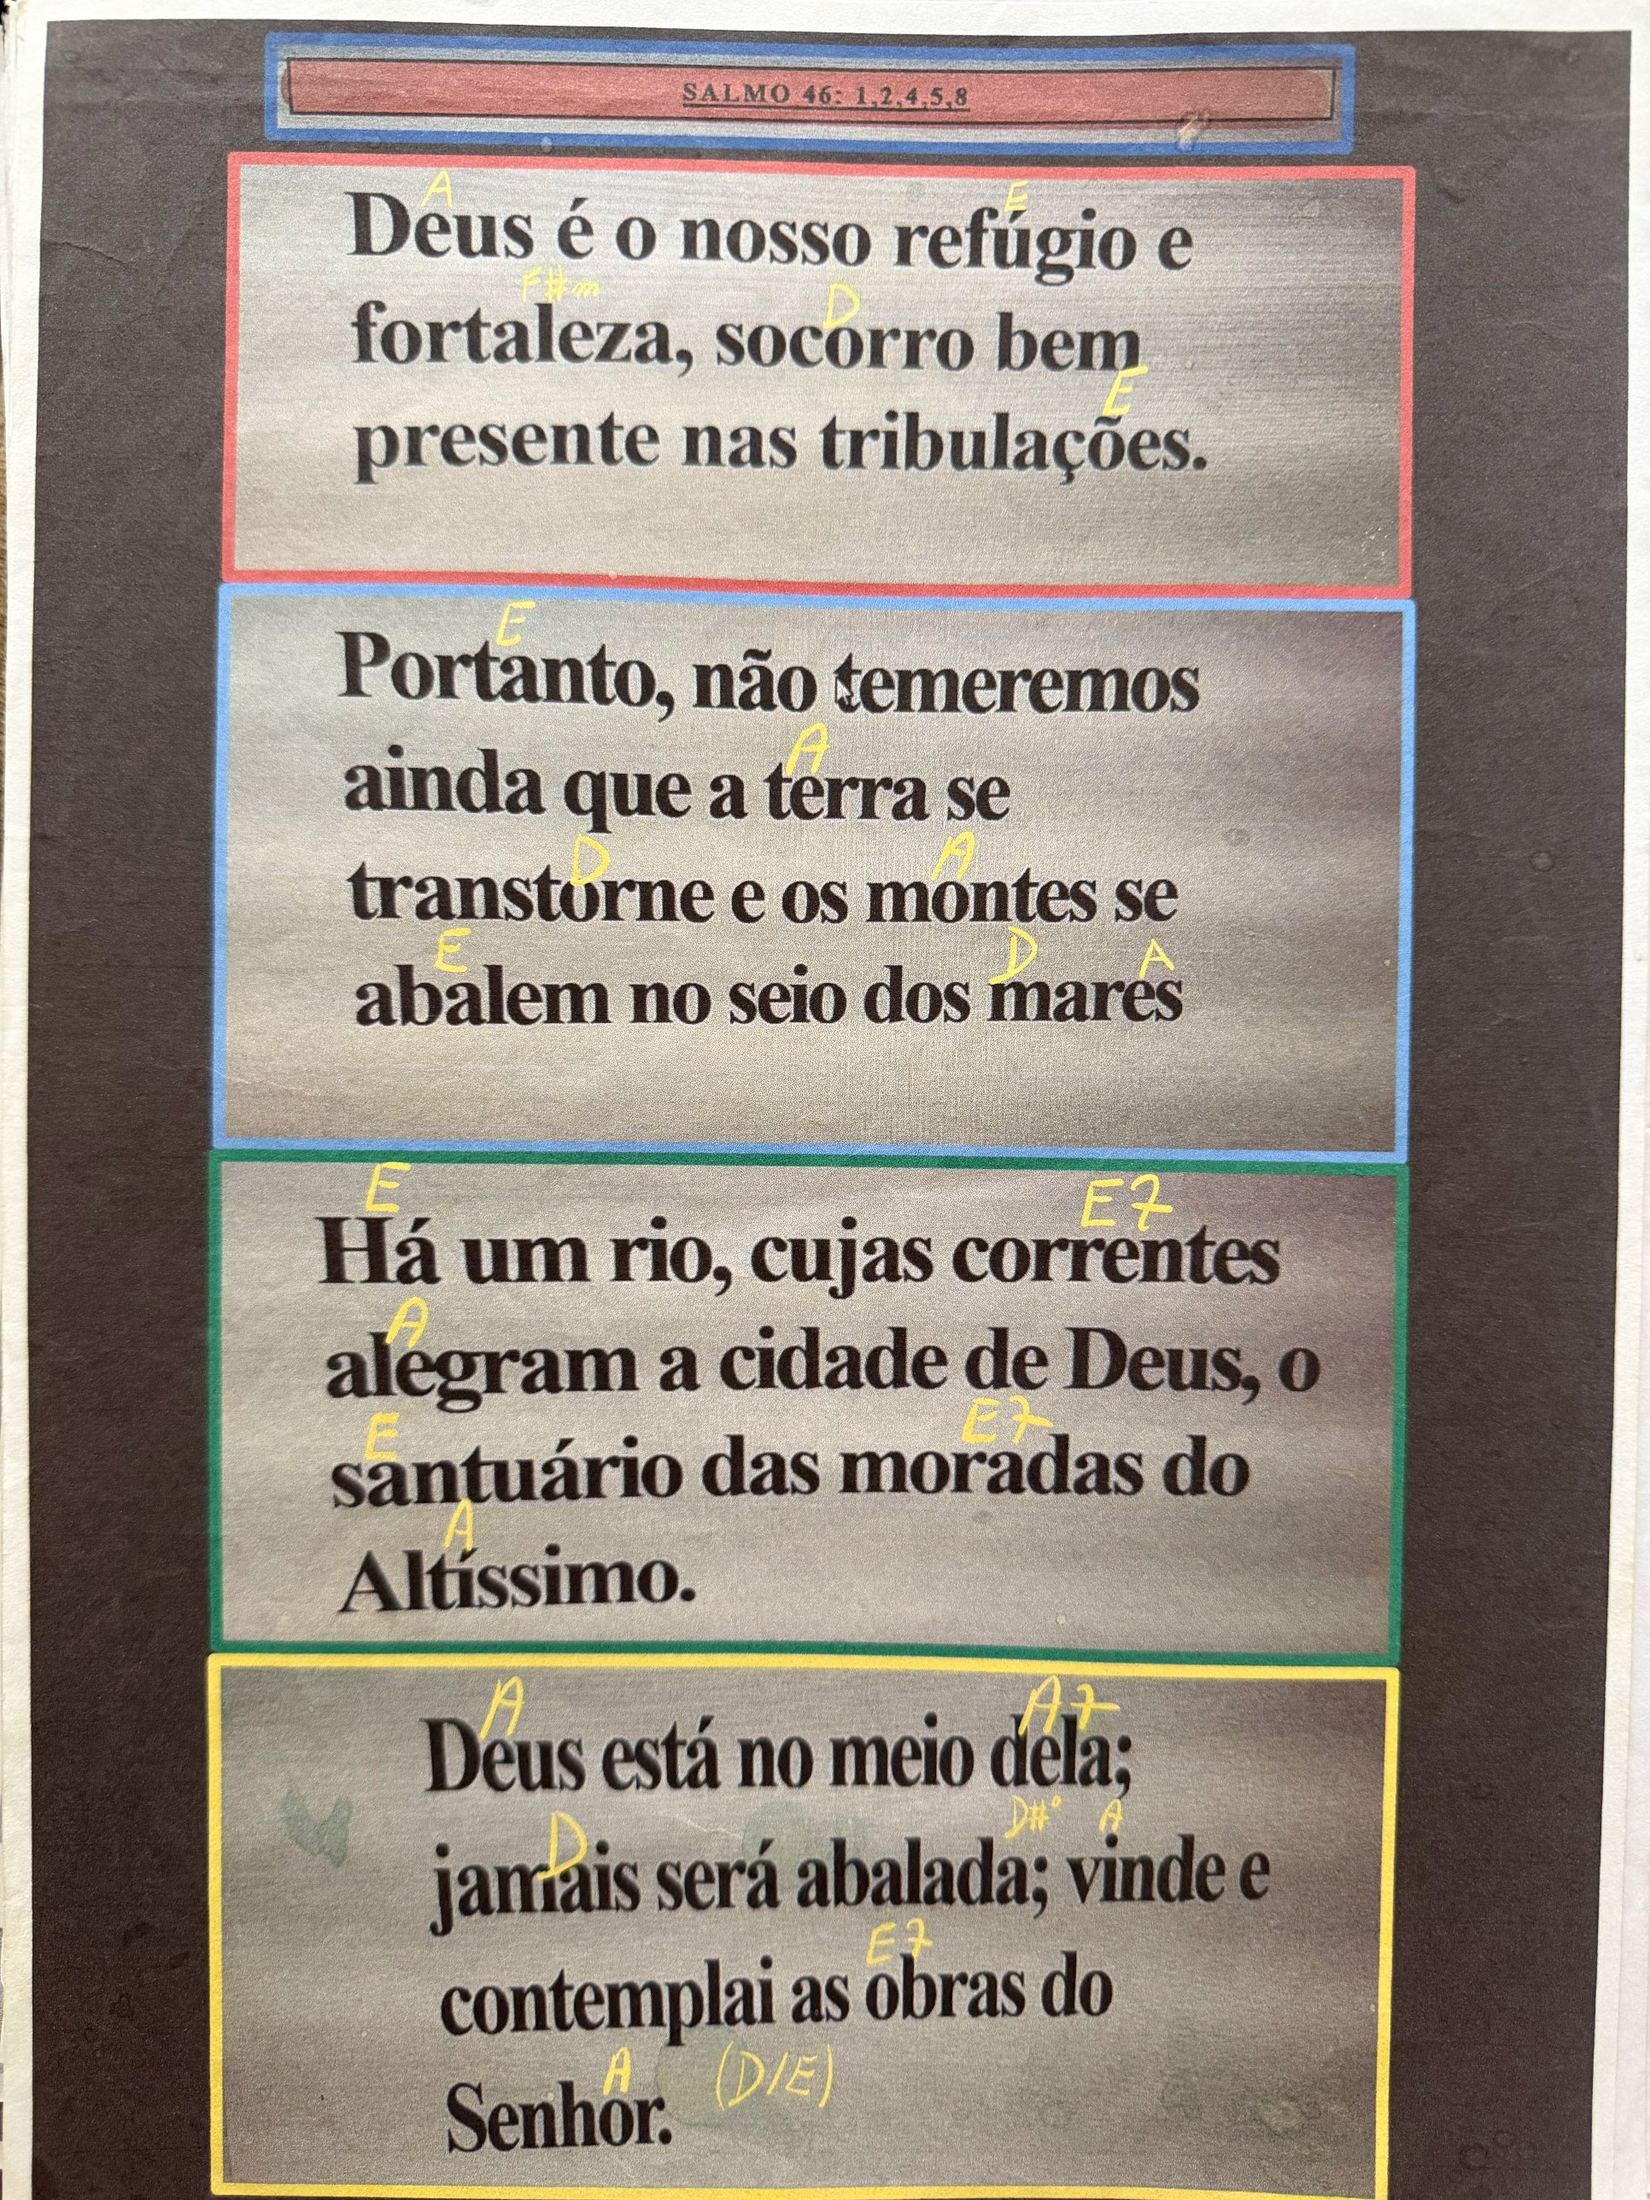 SALMO 46: 1,2,4,5,8
A E
Deus é o nosso refúgio e
F#m D
fortaleza, socorro bem
E
presente nas tribulações.
E
Portanto, não temeremos
A
ainda que a terra se
D A
transtorne e os montes se
E D A
abalem no seio dos mares
E E7
Há um rio, cujas correntes
A
alegram a cidade de Deus, o
E E7
santuário das moradas do
A
Altíssimo.
A A7
Deus está no meio dela;
D D#° A
jamais será abalada; vinde e
E7
contemplai as obras do
A (D/E)
Senhor.